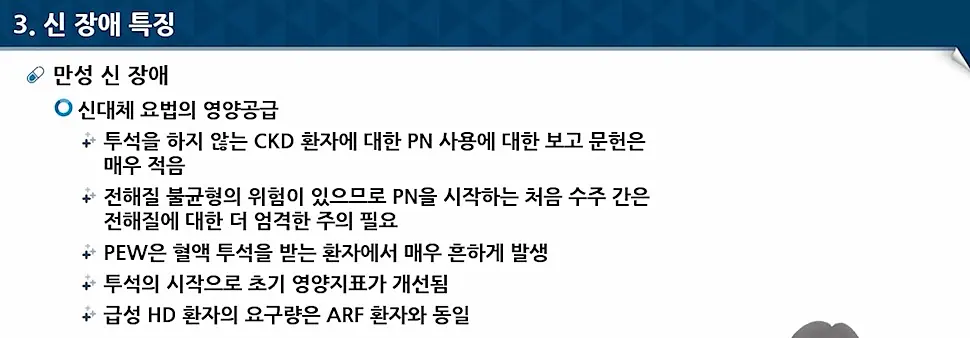 3. 신 장애 특징
만성 신 장애
신대체 요법의 영양공급
투석을 하지 않는 CKD 환자에 대한 PN 사용에 대한 보고 문헌은
매우 적음
전해질 불균형의 위험이 있으므로 PN을 시작하는 처음 수주 간은
전해질에 대한 더 엄격한 주의 필요
PEW은 혈액 투석을 받는 환자에서 매우 흔하게 발생
투석의 시작으로 초기 영양지표가 개선됨
급성 HD 환자의 요구량은 ARF 환자와 동일